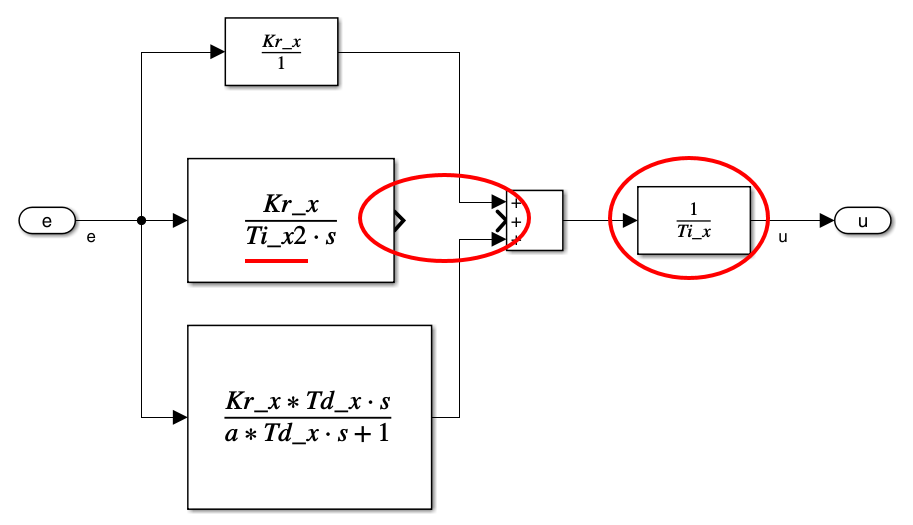 Kr_x
1
e
e
Kr_x
Ti_x2 · s
+
+
+
1
Ti_x
u
u
Kr_x * Td_x · s
a * Td_x · s + 1